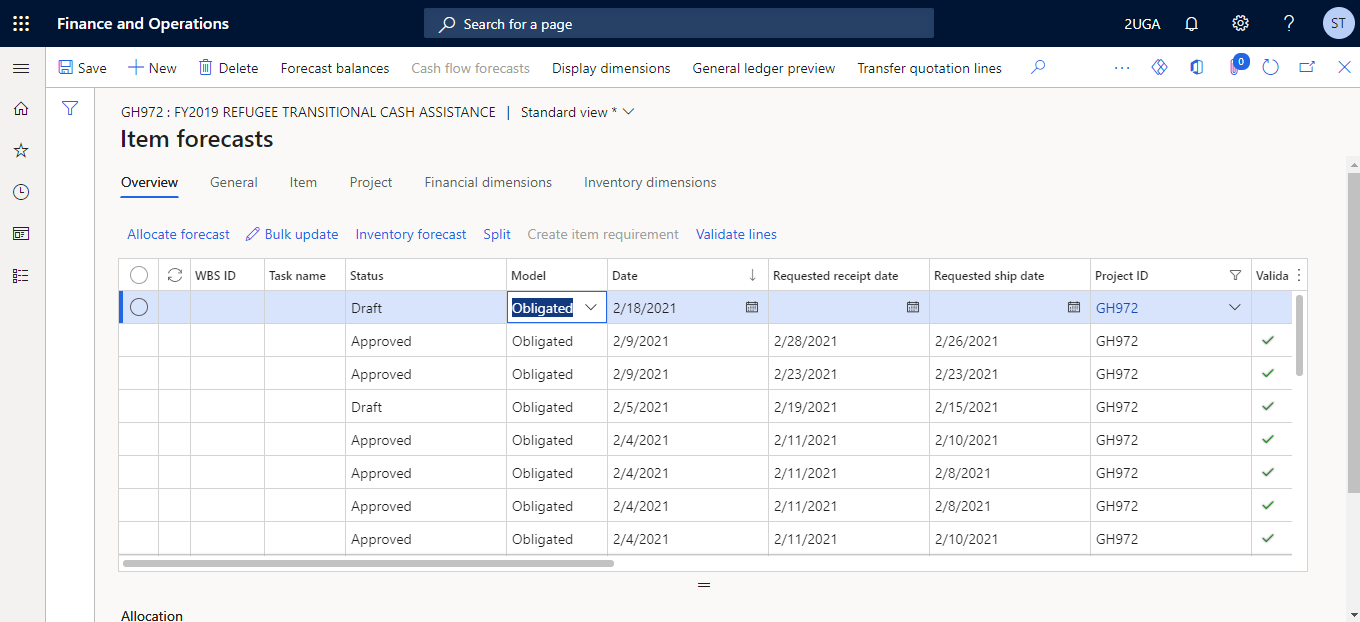 Finance and Operations Search for a page 2UGA ? ST
Save New Delete Forecast balances Cash flow forecasts Display dimensions General ledger preview Transfer quotation lines ... 0
GH972 : FY2019 REFUGEE TRANSITIONAL CASH ASSISTANCE | Standard view *
Item forecasts
Overview General Item Project Financial dimensions Inventory dimensions
Allocate forecast Bulk update Inventory forecast Split Create item requirement Validate lines
WBS ID Task name Status Model Date ↓ Requested receipt date Requested ship date Project ID Valida
Draft Obligated 2/18/2021 GH972
Approved Obligated 2/9/2021 2/28/2021 2/26/2021 GH972
Approved Obligated 2/9/2021 2/23/2021 2/23/2021 GH972
Draft Obligated 2/5/2021 2/19/2021 2/15/2021 GH972
Approved Obligated 2/4/2021 2/11/2021 2/10/2021 GH972
Approved Obligated 2/4/2021 2/11/2021 2/8/2021 GH972
Approved Obligated 2/4/2021 2/11/2021 2/8/2021 GH972
Approved Obligated 2/4/2021 2/11/2021 2/10/2021 GH972
Allocation